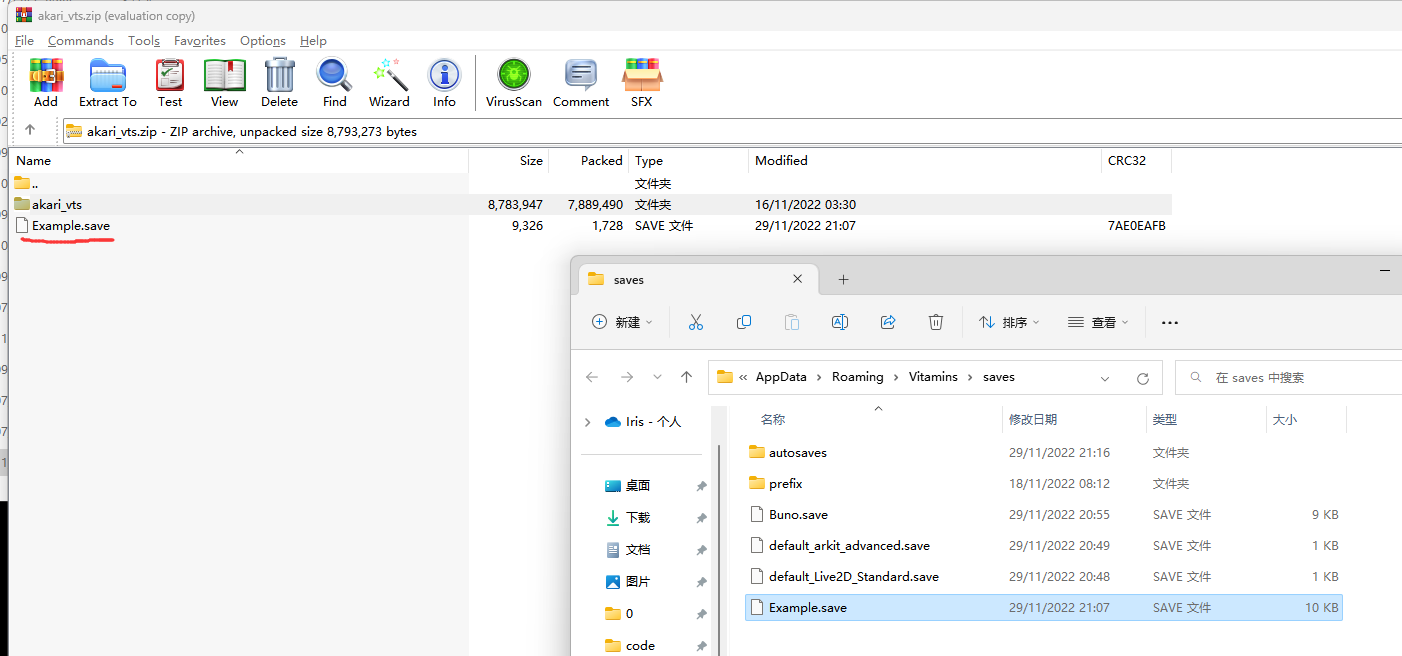 akari_vts.zip (evaluation copy)
File Commands Tools Favorites Options Help
Add Extract To Test View Delete Find Wizard Info VirusScan Comment SFX
akari_vts.zip - ZIP archive, unpacked size 8,793,273 bytes
Name Size Packed Type Modified CRC32
.. 文件夹
akari_vts 8,783,947 7,889,490 文件夹 16/11/2022 03:30
Example.save 9,326 1,728 SAVE 文件 29/11/2022 21:07 7AE0EAFB
saves
新建 排序 查看
« AppData > Roaming > Vitamins > saves 在 saves 中搜索
Iris - 个人
桌面
下载
文档
图片
0
code
名称 修改日期 类型 大小
autosaves 29/11/2022 21:16 文件夹
prefix 18/11/2022 08:12 文件夹
Buno.save 29/11/2022 20:55 SAVE 文件 9 KB
default_arkit_advanced.save 29/11/2022 20:49 SAVE 文件 1 KB
default_Live2D_Standard.save 29/11/2022 20:48 SAVE 文件 1 KB
Example.save 29/11/2022 21:07 SAVE 文件 10 KB